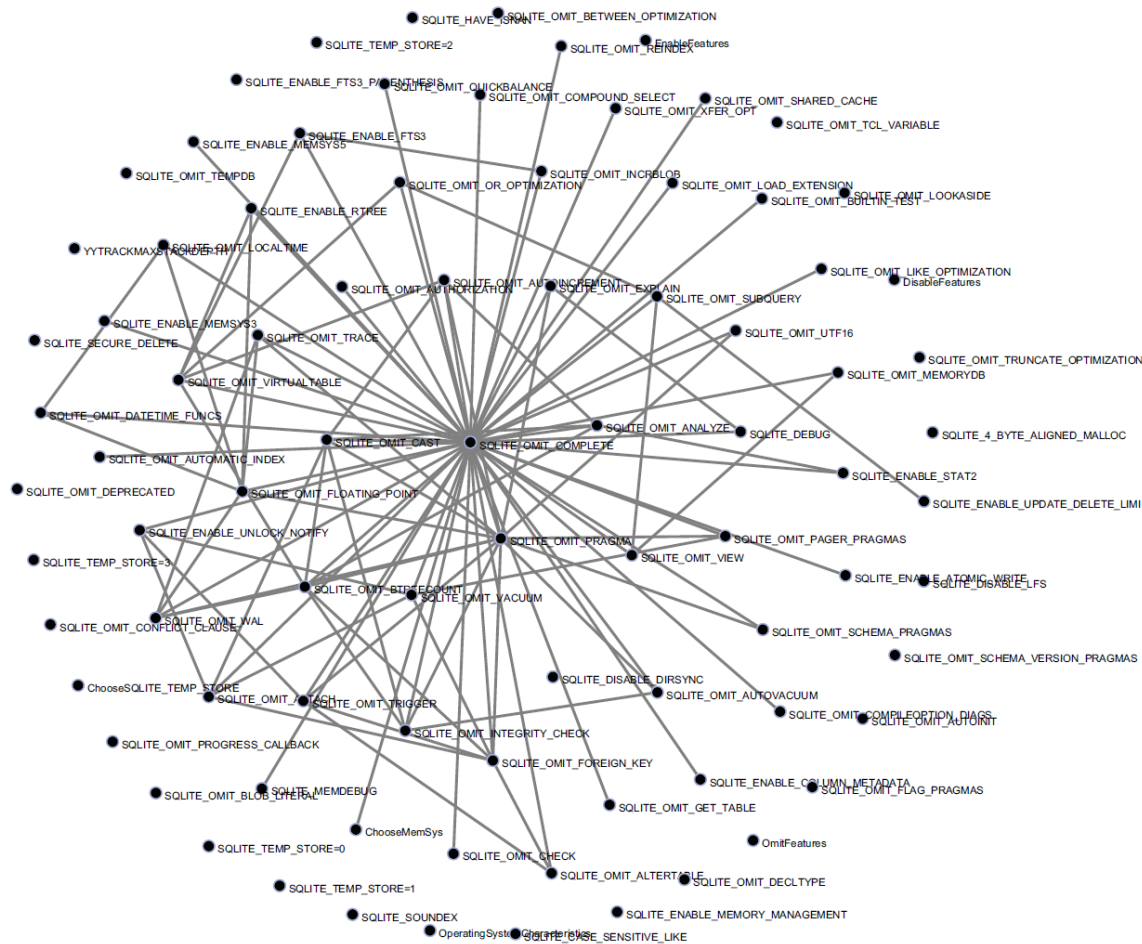 SQLITE_OMIT_BETWEEN_OPTIMIZATION
SQLITE_HAVE_ISNAN
EnableFeatures
SQLITE_TEMP_STORE=2
SQLITE_OMIT_REINDEX
SQLITE_ENABLE_FTS3_PARENTHESIS
SQLITE_OMIT_QUICKBALANCE
SQLITE_OMIT_COMPOUND_SELECT
SQLITE_OMIT_SHARED_CACHE
SQLITE_OMIT_XFER_OPT
SQLITE_OMIT_TCL_VARIABLE
SQLITE_ENABLE_FTS3
SQLITE_ENABLE_MEMSYS5
SQLITE_OMIT_TEMPDB
SQLITE_OMIT_INCRBLOB
SQLITE_OMIT_OR_OPTIMIZATION
SQLITE_OMIT_LOAD_EXTENSION
SQLITE_OMIT_LOOKASIDE
SQLITE_OMIT_BUILTIN_TEST
SQLITE_ENABLE_RTREE
SQLITE_OMIT_LOCALTIME
YYTRACKMAXSTACKDEPTH
SQLITE_OMIT_LIKE_OPTIMIZATION
DisableFeatures
SQLITE_OMIT_AUTOINCREMENT
SQLITE_OMIT_AUTHORIZATION
SQLITE_OMIT_EXPLAIN
SQLITE_OMIT_SUBQUERY
SQLITE_ENABLE_MEMSYS3
SQLITE_OMIT_UTF16
SQLITE_OMIT_TRACE
SQLITE_SECURE_DELETE
SQLITE_OMIT_TRUNCATE_OPTIMIZATION
SQLITE_OMIT_MEMORYDB
SQLITE_OMIT_VIRTUALTABLE
SQLITE_OMIT_DATETIME_FUNCS
SQLITE_OMIT_ANALYZE
SQLITE_DEBUG
SQLITE_4_BYTE_ALIGNED_MALLOC
SQLITE_OMIT_CAST
SQLITE_OMIT_COMPLETE
SQLITE_OMIT_AUTOMATIC_INDEX
SQLITE_ENABLE_STAT2
SQLITE_OMIT_DEPRECATED
SQLITE_OMIT_FLOATING_POINT
SQLITE_ENABLE_UPDATE_DELETE_LIMI
SQLITE_ENABLE_UNLOCK_NOTIFY
SQLITE_OMIT_PRAGMA
SQLITE_OMIT_PAGER_PRAGMAS
SQLITE_OMIT_VIEW
SQLITE_TEMP_STORE=3
SQLITE_ENABLE_ATOMIC_WRITE
SQLITE_DISABLE_LFS
SQLITE_OMIT_BTREECOUNT
SQLITE_OMIT_VACUUM
SQLITE_OMIT_WAL
SQLITE_OMIT_CONFLICT_CLAUSE
SQLITE_OMIT_SCHEMA_PRAGMAS
SQLITE_OMIT_SCHEMA_VERSION_PRAGMAS
SQLITE_DISABLE_DIRSYNC
ChooseSQLITE_TEMP_STORE
SQLITE_OMIT_AUTOVACUUM
SQLITE_OMIT_ATTACH
SQLITE_OMIT_TRIGGER
SQLITE_OMIT_COMPILEOPTION_DIAGS
SQLITE_OMIT_AUTOINIT
SQLITE_OMIT_INTEGRITY_CHECK
SQLITE_OMIT_PROGRESS_CALLBACK
SQLITE_OMIT_FOREIGN_KEY
SQLITE_ENABLE_COLUMN_METADATA
SQLITE_OMIT_FLAG_PRAGMAS
SQLITE_MEMDEBUG
SQLITE_OMIT_BLOB_LITERAL
SQLITE_OMIT_GET_TABLE
ChooseMemSys
OmitFeatures
SQLITE_TEMP_STORE=0
SQLITE_OMIT_CHECK
SQLITE_OMIT_ALTERTABLE
SQLITE_OMIT_DECLTYPE
SQLITE_TEMP_STORE=1
SQLITE_ENABLE_MEMORY_MANAGEMENT
SQLITE_SOUNDEX
OperatingSystemCharacteristics
SQLITE_CASE_SENSITIVE_LIKE